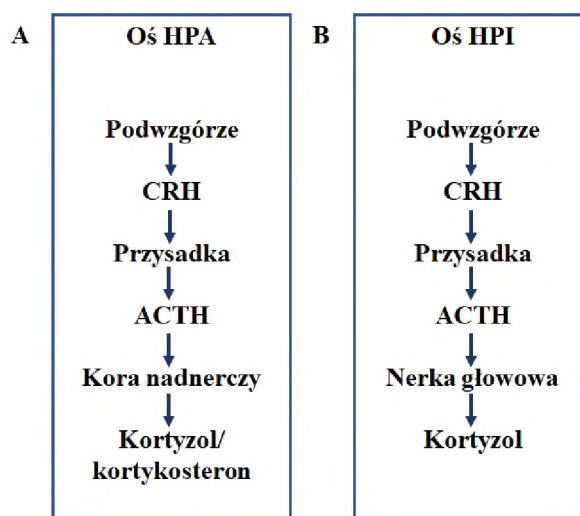 A
Oś HPA
Podwzgórze
CRH
Przysadka
ACTH
Kora nadnerczy
Kortyzol/
kortykosteron
B
Oś HPI
Podwzgórze
CRH
Przysadka
ACTH
Nerka głowowa
Kortyzol